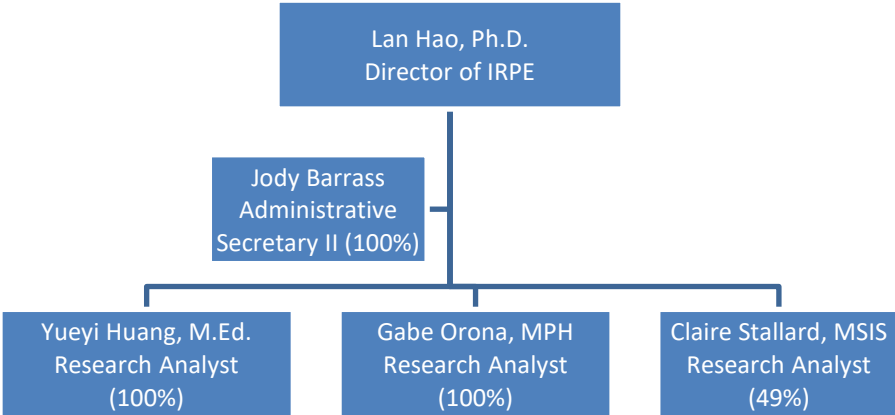 Lan Hao, Ph.D.
Director of IRPE
Jody Barrass
Administrative
Secretary II (100%)
Yueyi Huang, M.Ed.
Research Analyst
(100%)
Gabe Orona, MPH
Research Analyst
(100%)
Claire Stallard, MSIS
Research Analyst
(49%)